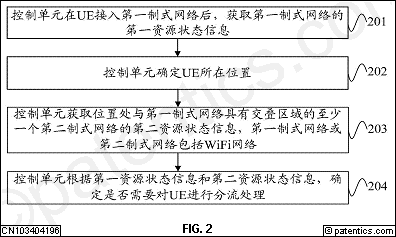 控制单元在UE接入第一制式网络后，获取第一制式网络的
第一资源状态信息
201
控制单元确定UE所在位置
202
控制单元获取位置处与第一制式网络具有交叠区域的至少
一个第二制式网络的第二资源状态信息，第一制式网络或
第二制式网络包括WiFi网络
203
控制单元根据第一资源状态信息和第二资源状态信息，确
定是否需要对UE进行分流处理
204
CN103404196
FIG. 2
© patentics.com